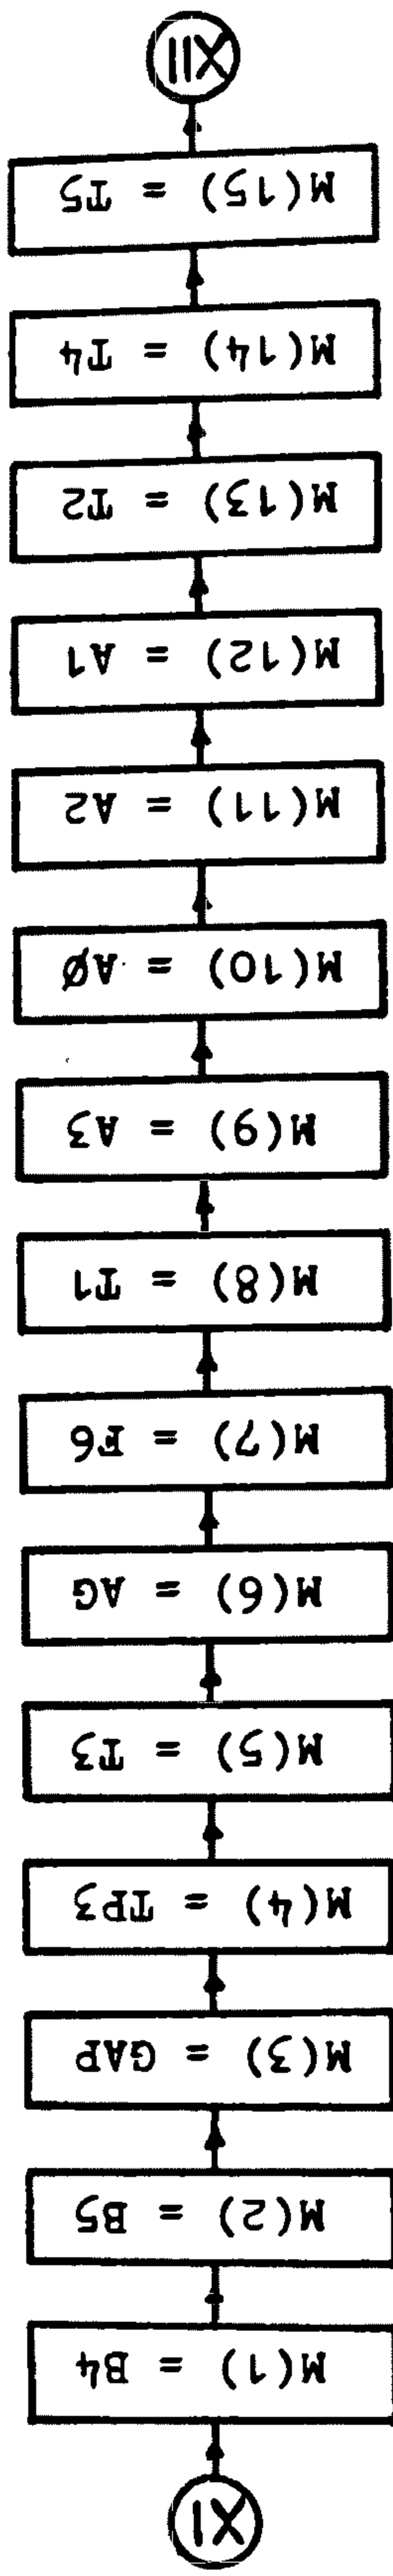 XI
M(1) = B4
M(2) = B5
M(3) = GAP
M(4) = TP3
M(5) = T3
M(6) = AG
M(7) = F6
M(8) = T1
M(9) = A3
M(10) = AØ
M(11) = A2
M(12) = A1
M(13) = T2
M(14) = T4
M(15) = T5
XII